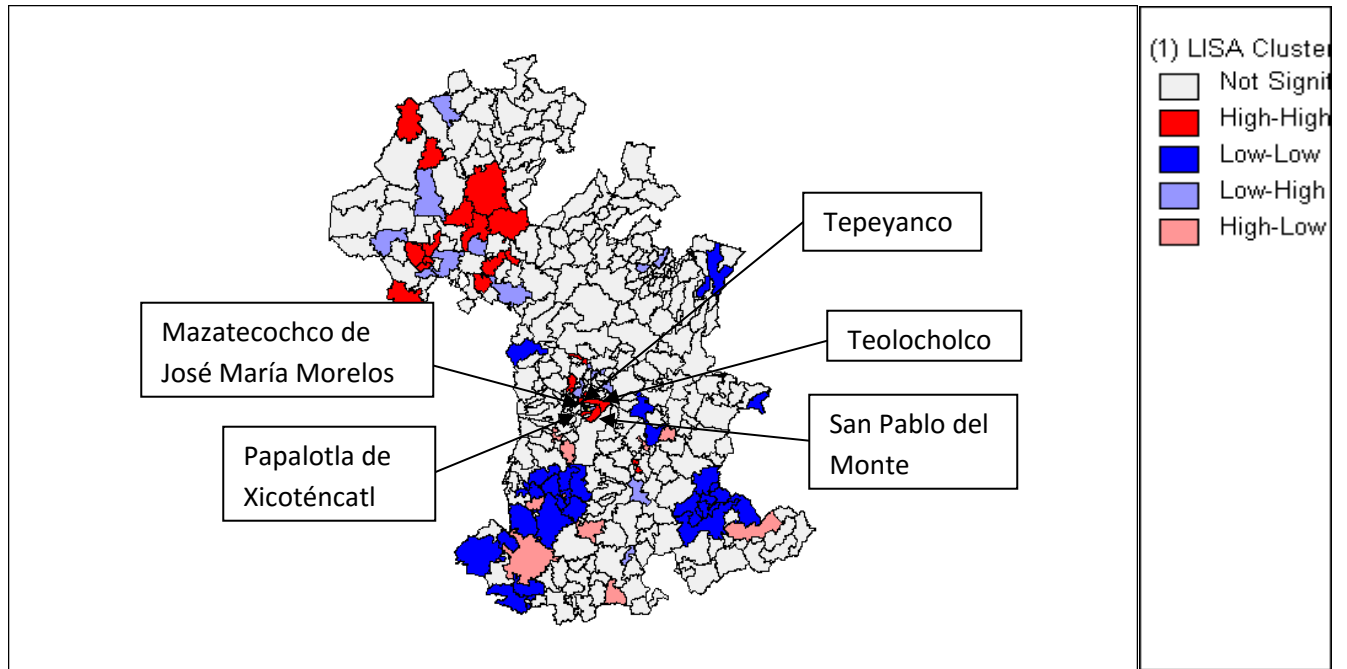 Tepeyanco
Mazatecochco de
José María Morelos
Teolocholco
Papalotla de
Xicoténcatl
San Pablo del
Monte
(1) LISA Cluster
Not Signif
High-High
Low-Low
Low-High
High-Low